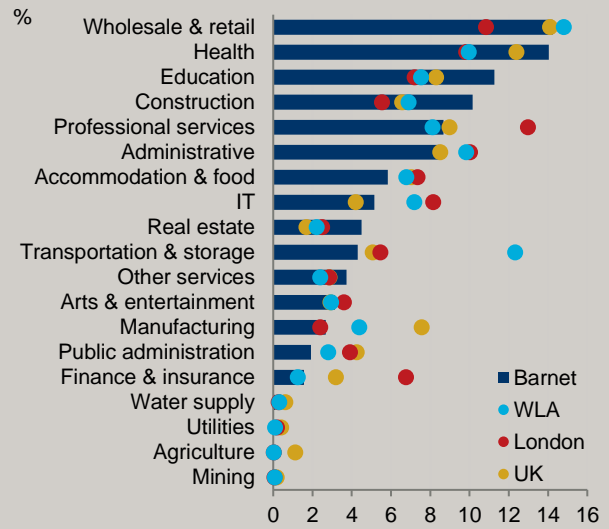 %
Wholesale & retail
Health
Education
Construction
Professional services
Administrative
Accommodation & food
IT
Real estate
Transportation & storage
Other services
Arts & entertainment
Manufacturing
Public administration
Finance & insurance
Water supply
Utilities
Agriculture
Mining
Barnet
WLA
London
UK
0 2 4 6 8 10 12 14 16